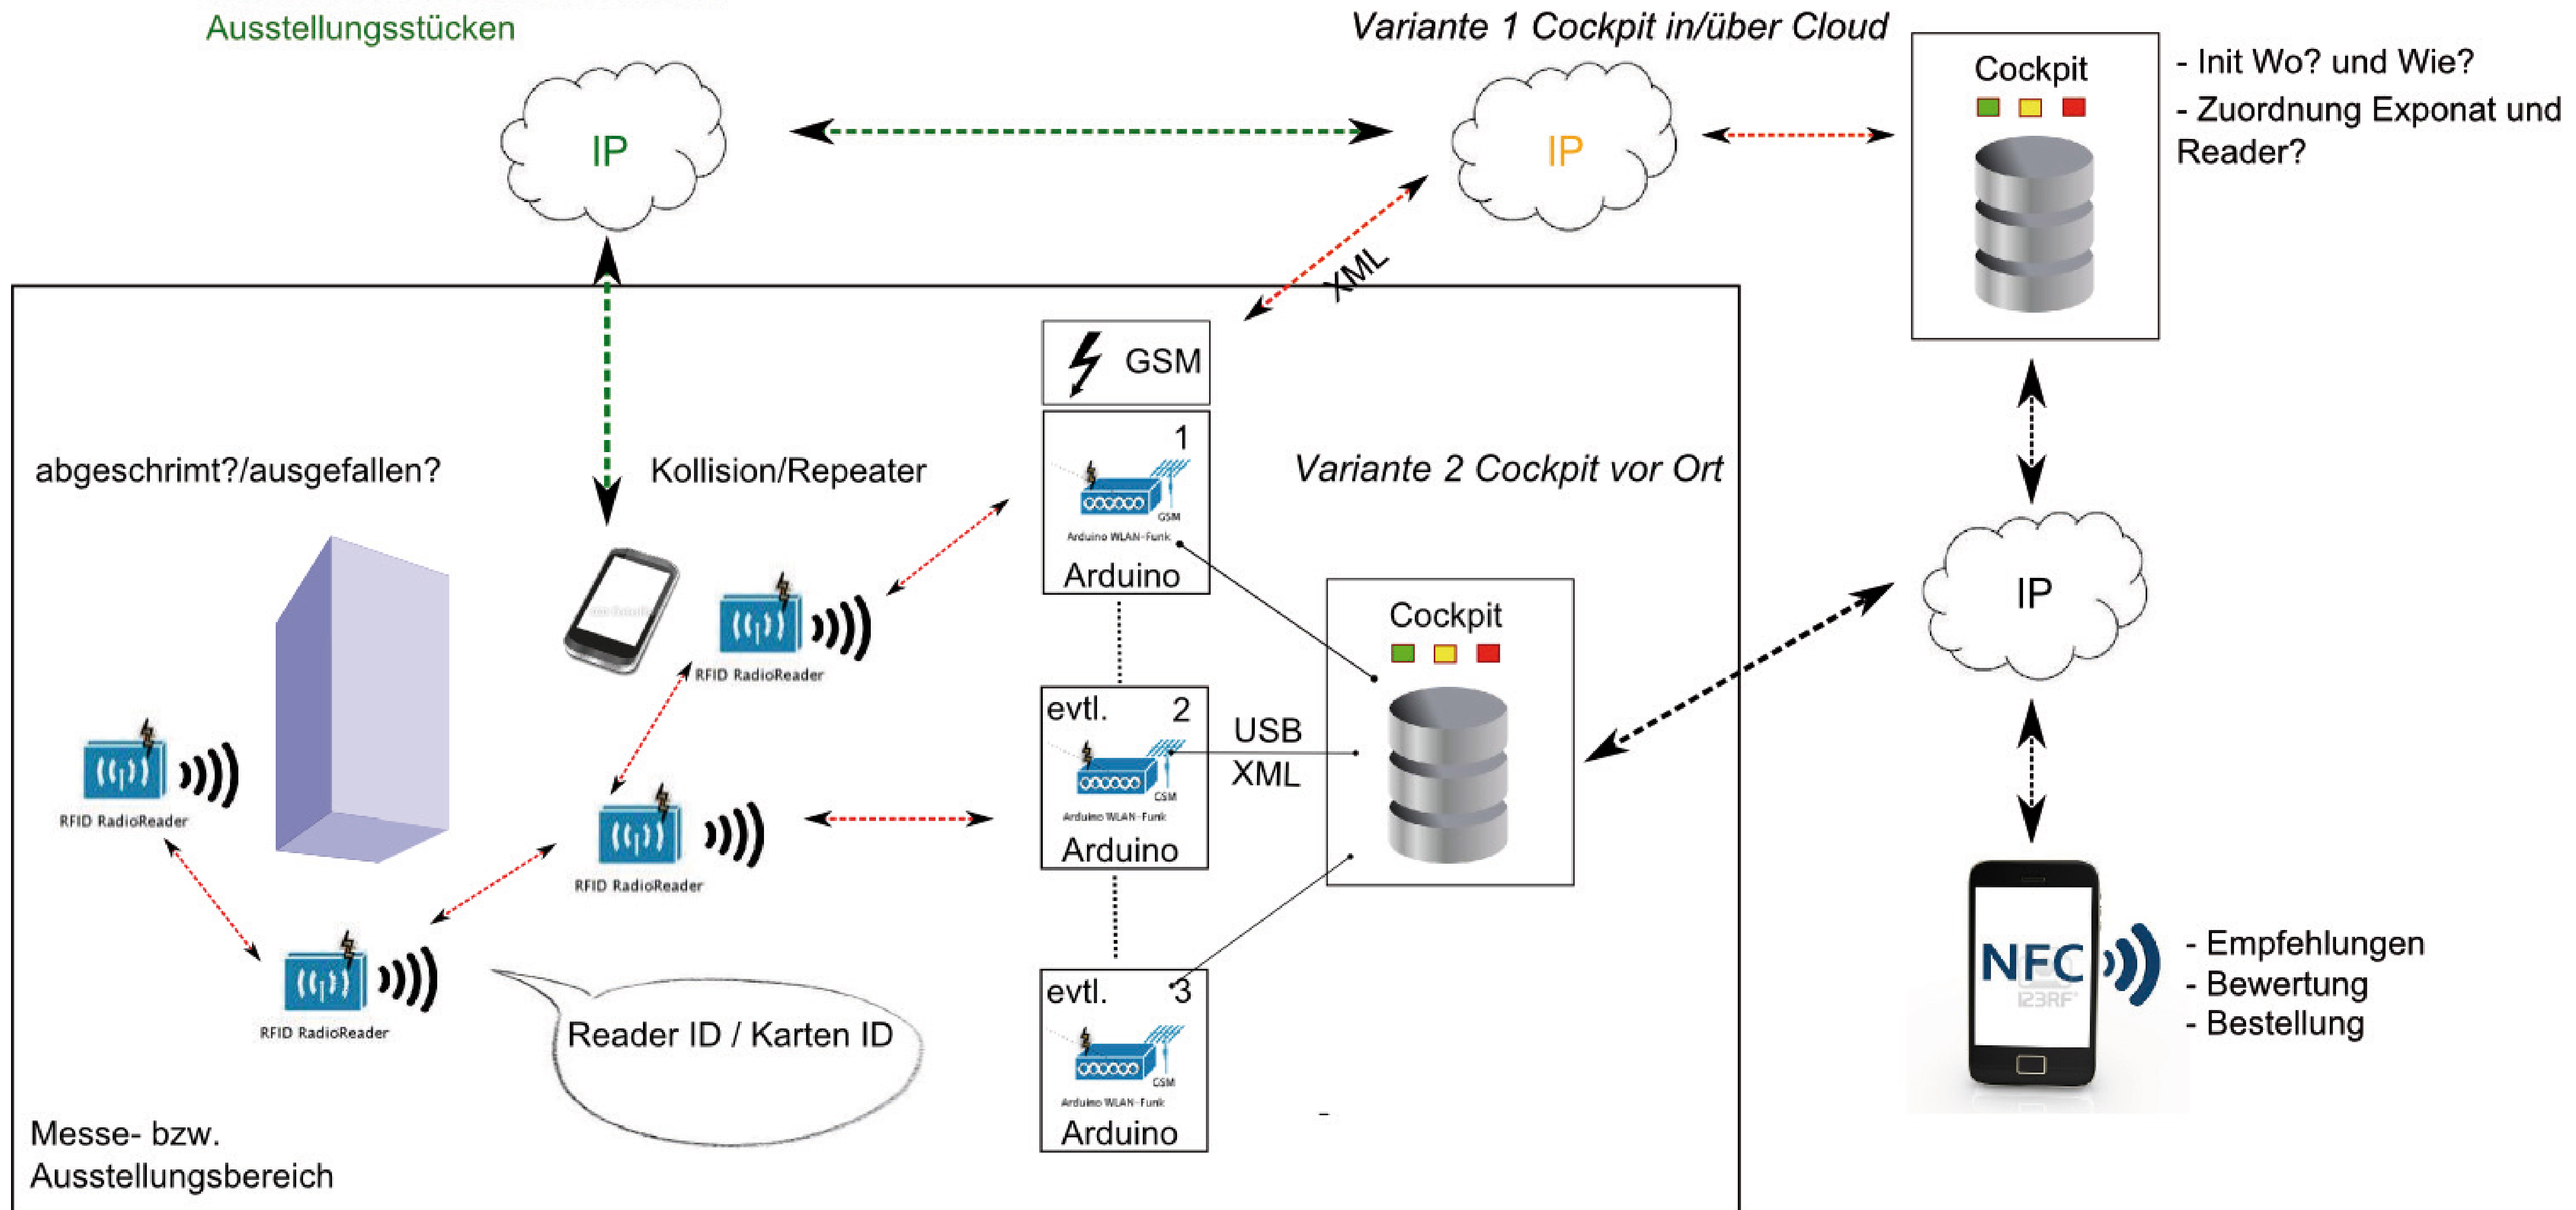 Ausstellungsstücken
Variante 1 Cockpit in/über Cloud
Cockpit
- Init Wo? und Wie?
- Zuordnung Exponat und
Reader?
IP
IP
XML
GSM
abgeschrimt?/ausgefallen?
Kollision/Repeater
1
GSM
Arduino WLAN-Funk
Arduino
Variante 2 Cockpit vor Ort
RFID RadioReader
Cockpit
IP
evtl.
2
GSM
Arduino WLAN-Funk
Arduino
USB
XML
RFID RadioReader
RFID RadioReader
RFID RadioReader
Reader ID / Karten ID
evtl.
3
GSM
Arduino WLAN-Funk
Arduino
NFC
123RF
- Empfehlungen
- Bewertung
- Bestellung
Messe- bzw.
Ausstellungsbereich